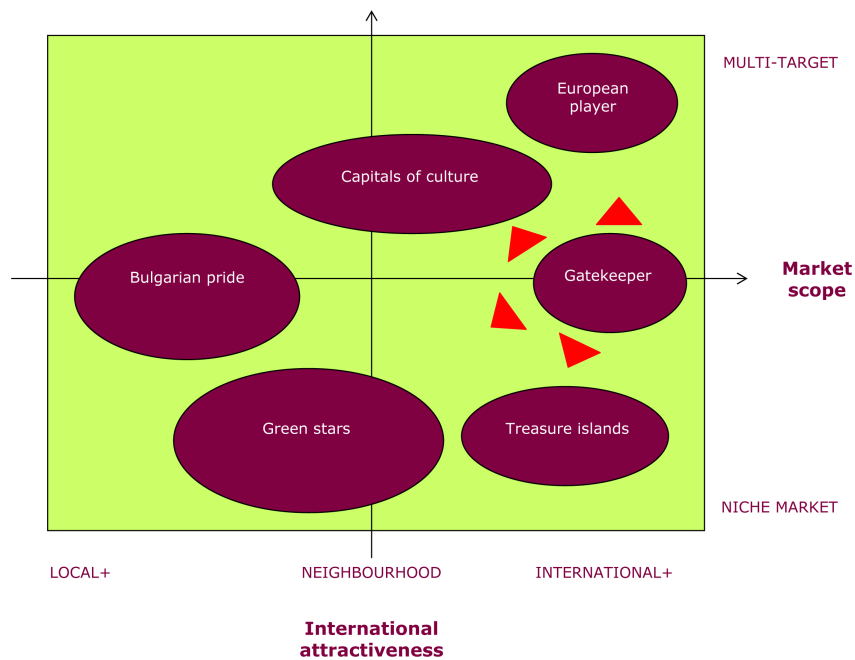 MULTI-TARGET
European
player
Capitals of culture
Bulgarian pride
Gatekeeper
Market
scope
Green stars
Treasure islands
NICHE MARKET
LOCAL+
NEIGHBOURHOOD
INTERNATIONAL+
International
attractiveness